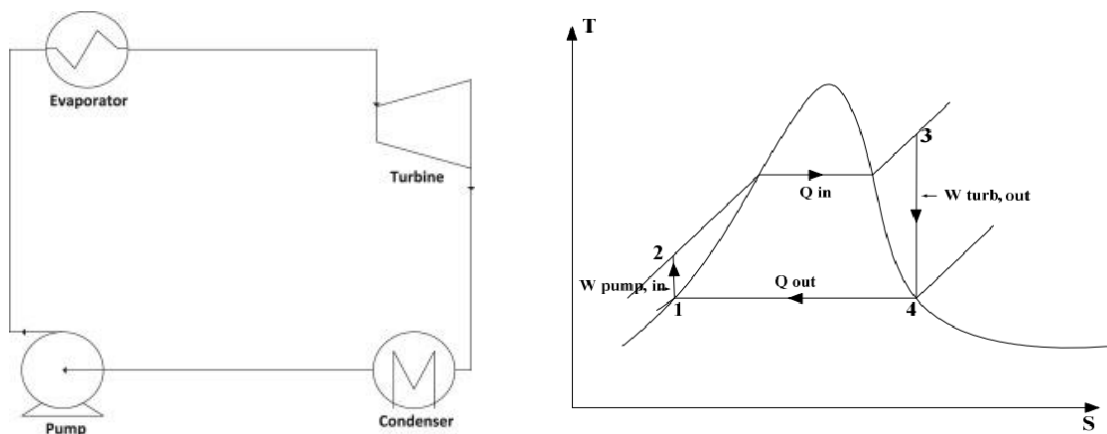 Evaporator
Turbine
Pump
Condenser
T
3
Q in
W turb, out
2
Q out
W pump, in
1
4
S